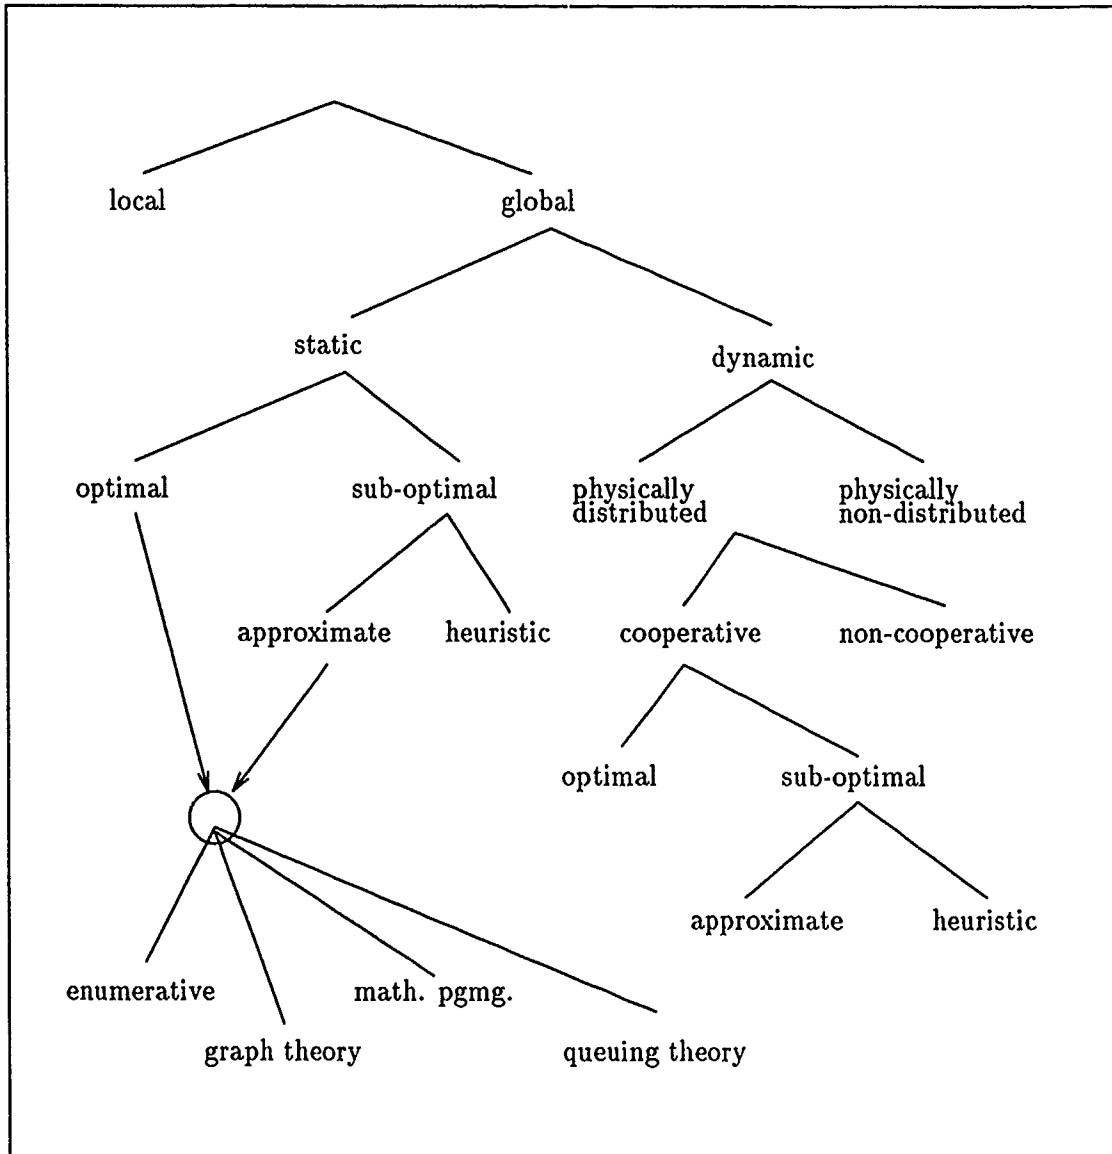 local
global
static
dynamic
optimal
sub-optimal
physically
distributed
physically
non-distributed
approximate
heuristic
cooperative
non-cooperative
optimal
sub-optimal
approximate
heuristic
enumerative
math. pgmg.
graph theory
queuing theory